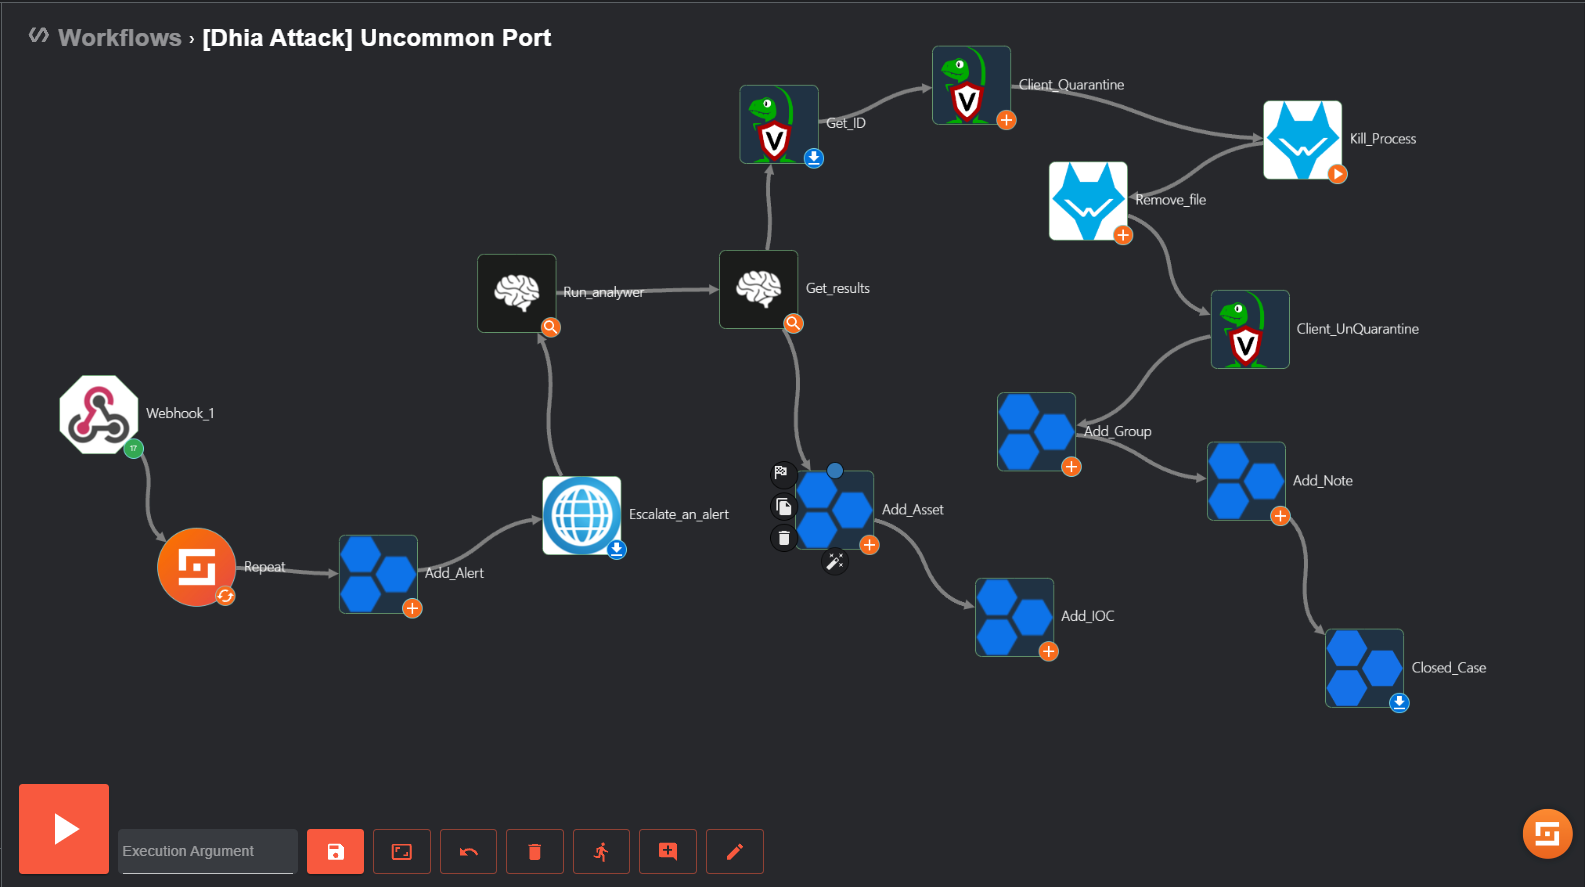 Workflows › [Dhia Attack] Uncommon Port
Client_Quarantine
Get_ID
V
V
Kill_Process
Remove_file
Run_analywer
Get_results
Client_UnQuarantine
V
Webhook_1
17
Add_Group
Add_Note
Add_Asset
Escalate_an_alert
Repeat
Add_Alert
Add_IOC
Closed_Case
Execution Argument